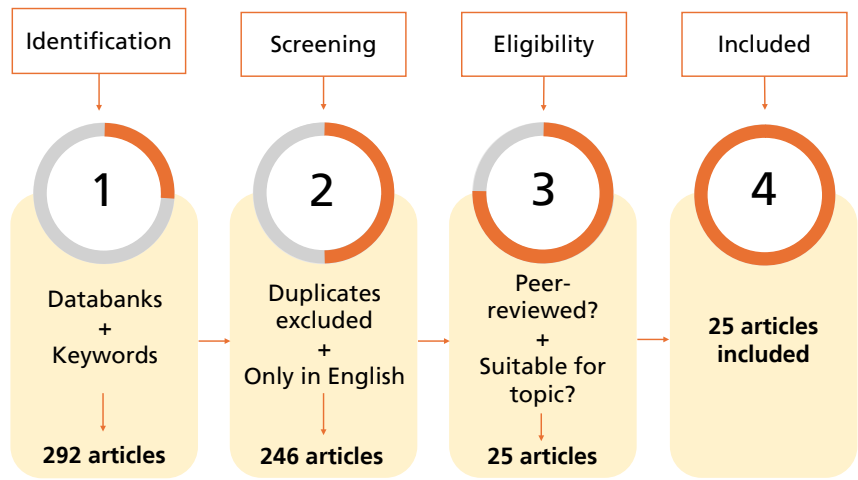 Identification
Screening
Eligibility
Included
1
2
3
4
Databanks
+
Keywords
292 articles
Duplicates
excluded
+
Only in English
246 articles
Peer-
reviewed?
+
Suitable for
topic?
25 articles
25 articles
included